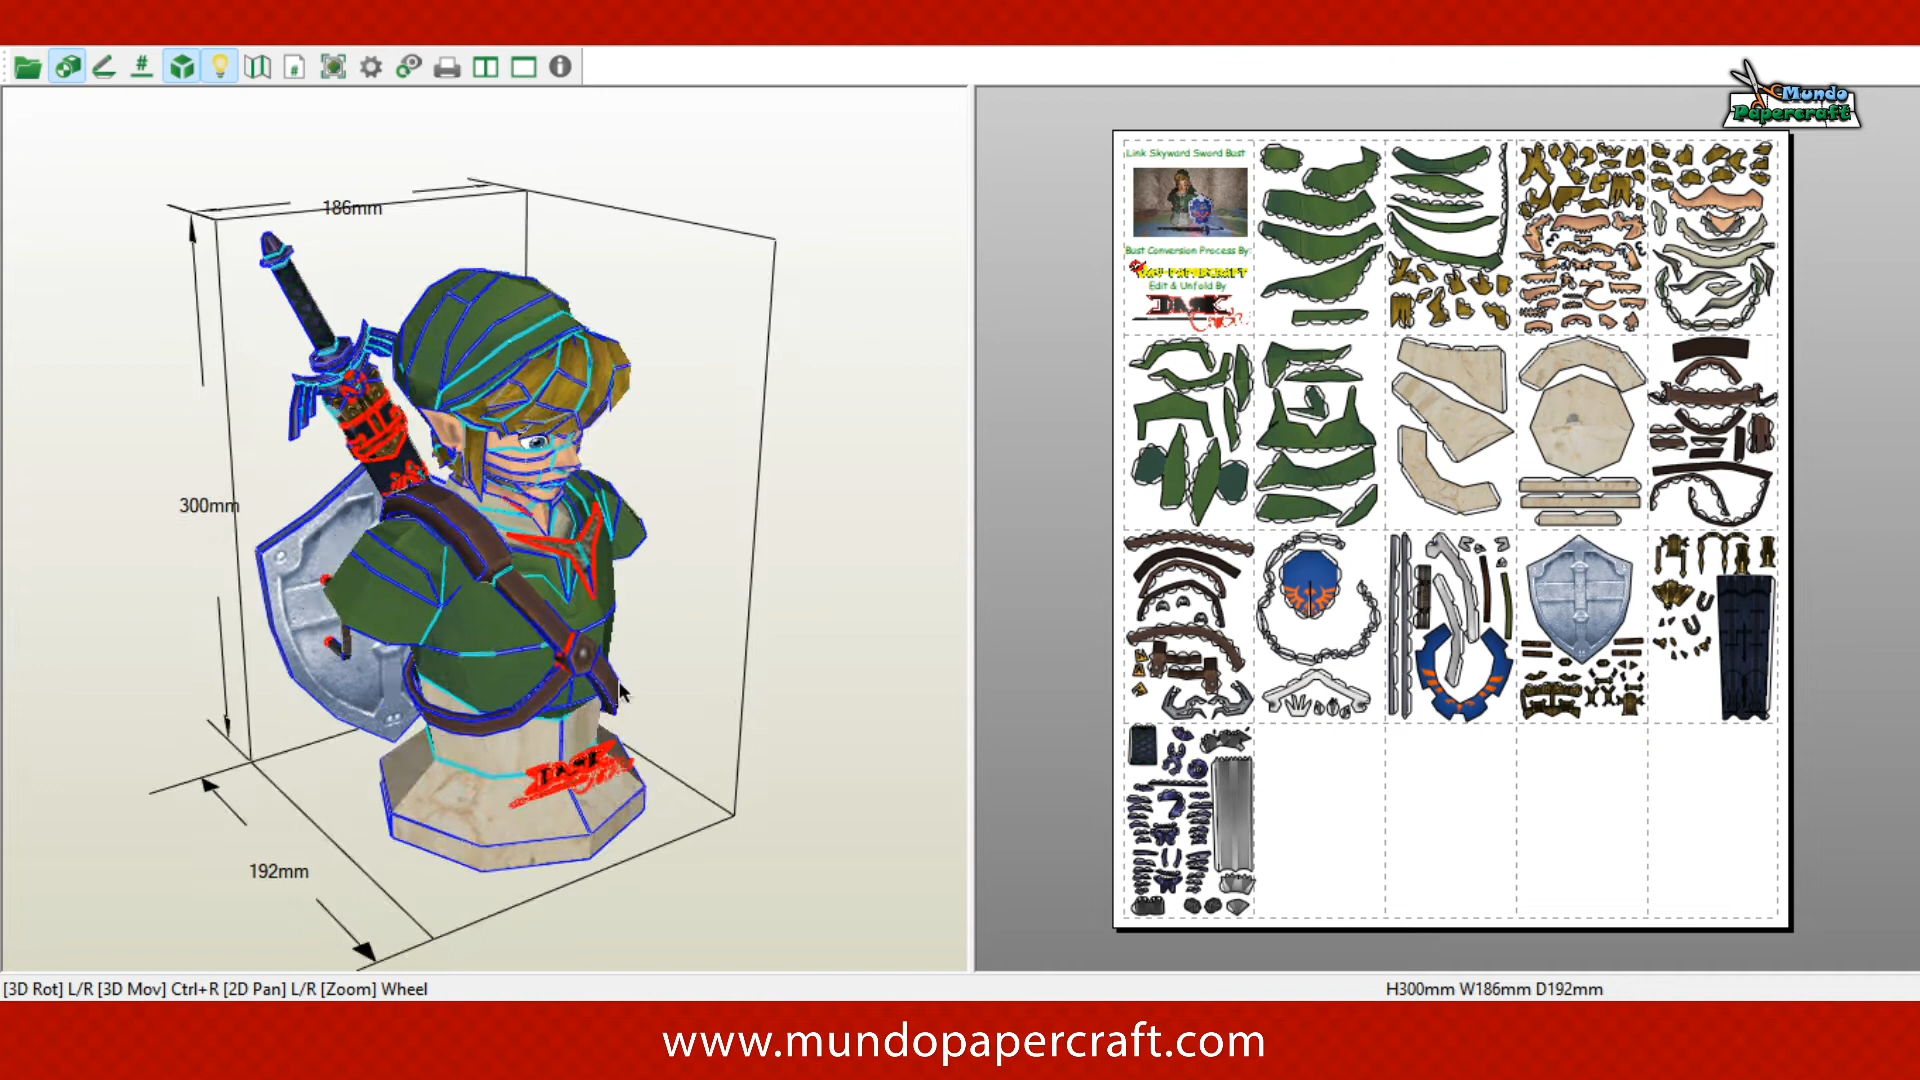 Mundo
Papercraft
186mm
300mm
192mm
Link Skyward Sword Bust
Bust Conversion Process By:
Edit & Unfold By
[3D Rot] L/R [3D Mov] Ctrl+R [2D Pan] L/R [Zoom] Wheel
H300mm W186mm D192mm
www.mundopapercraft.com